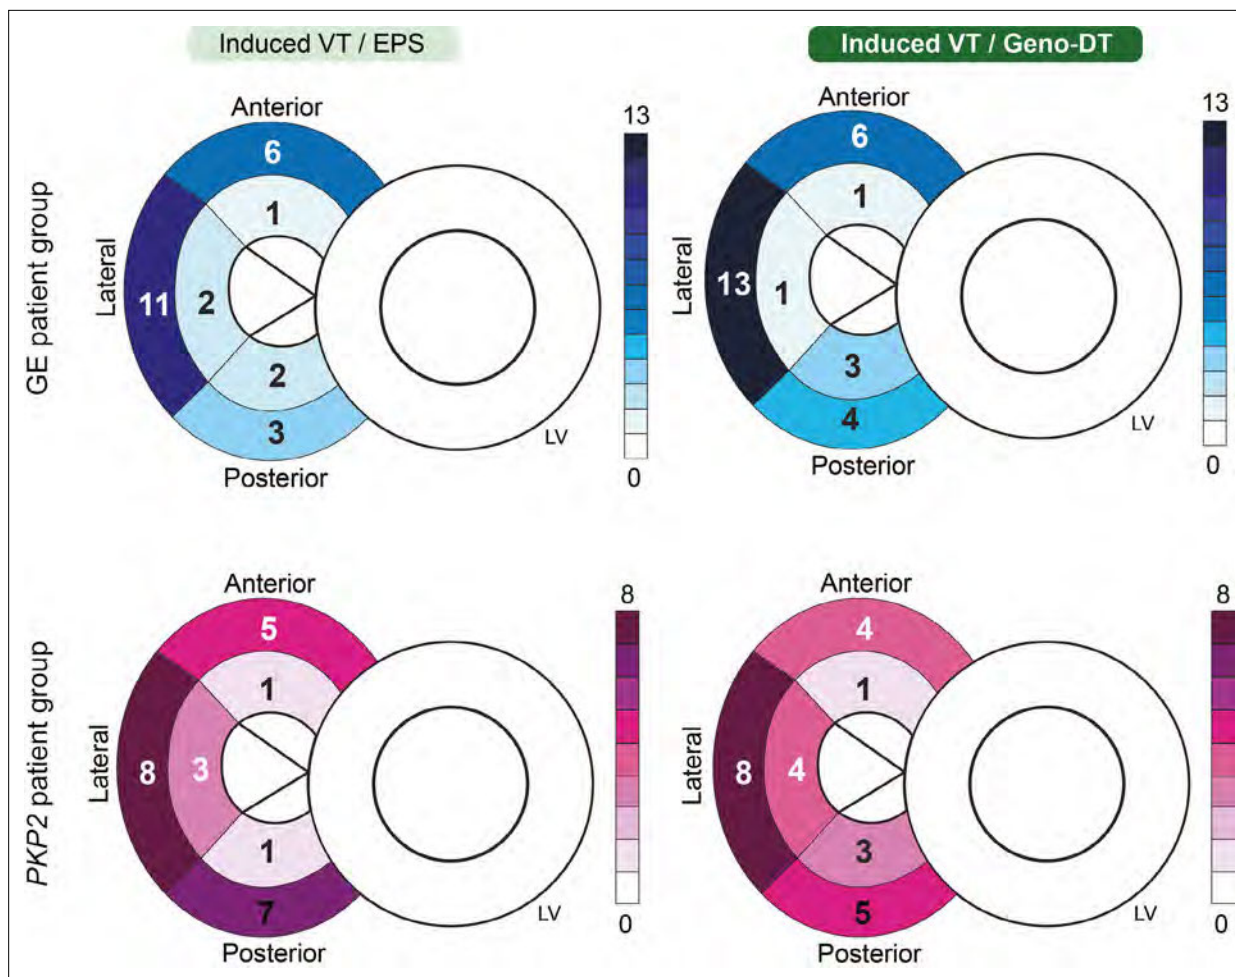 Induced VT / EPS
Induced VT / Geno-DT
GE patient group
Anterior
13
6
1
Lateral
11
2
2
3
LV
Posterior
0
Anterior
13
6
1
Lateral
13
1
3
4
LV
Posterior
0
PKP2 patient group
Anterior
8
5
1
Lateral
8
3
1
7
LV
Posterior
0
Anterior
8
4
1
Lateral
8
4
3
5
LV
Posterior
0